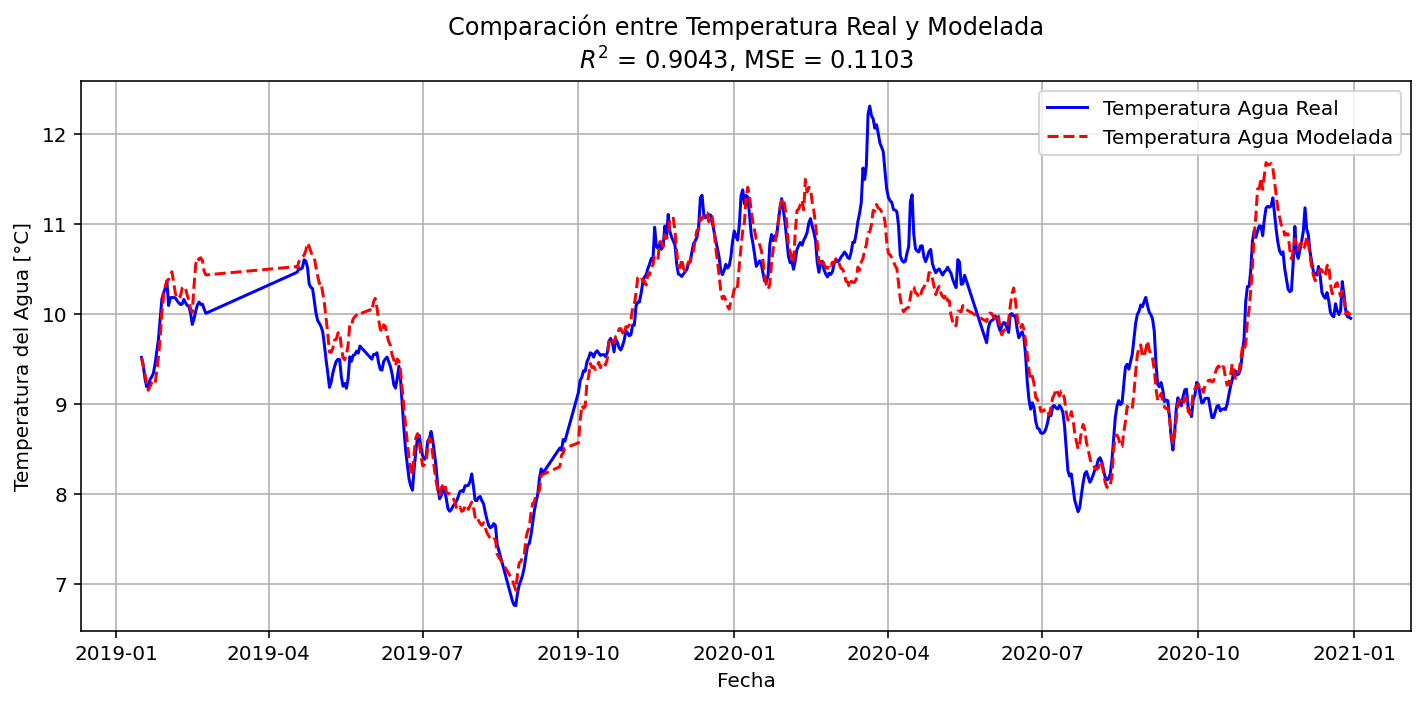 Comparación entre Temperatura Real y Modelada
R² = 0.9043, MSE = 0.1103
Temperatura Agua Real
Temperatura Agua Modelada
Temperatura del Agua [°C]
12
11
10
9
8
7
2019-01 2019-04 2019-07 2019-10 2020-01 2020-04 2020-07 2020-10 2021-01
Fecha